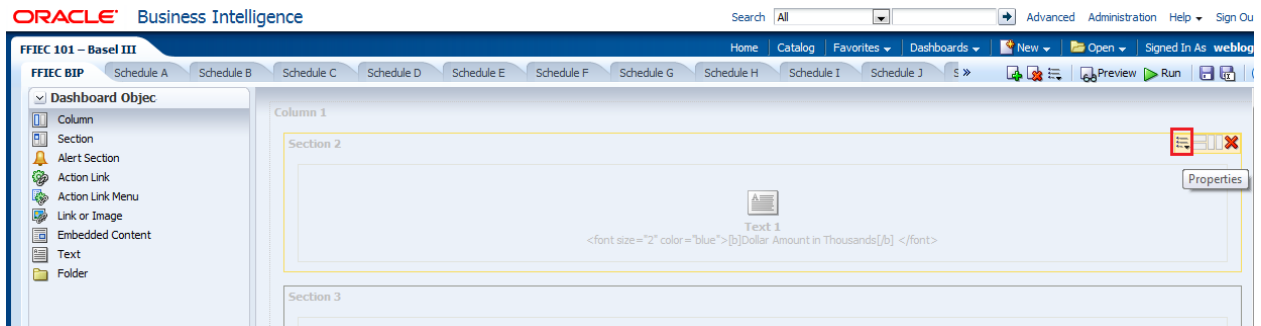 ORACLE Business Intelligence Search All Advanced Administration Help Sign Ou
FFIEC 101 – Basel III Home Catalog Favorites Dashboards New Open Signed In As weblog
FFIEC BIP Schedule A Schedule B Schedule C Schedule D Schedule E Schedule F Schedule G Schedule H Schedule I Schedule J S » Preview Run
Dashboard Objec
Column
Section
Alert Section
Action Link
Action Link Menu
Link or Image
Embedded Content
Text
Folder
Column 1
Section 2
Properties
Text 1
<font size="2" color="blue">[b]Dollar Amount in Thousands[/b] </font>
Section 3